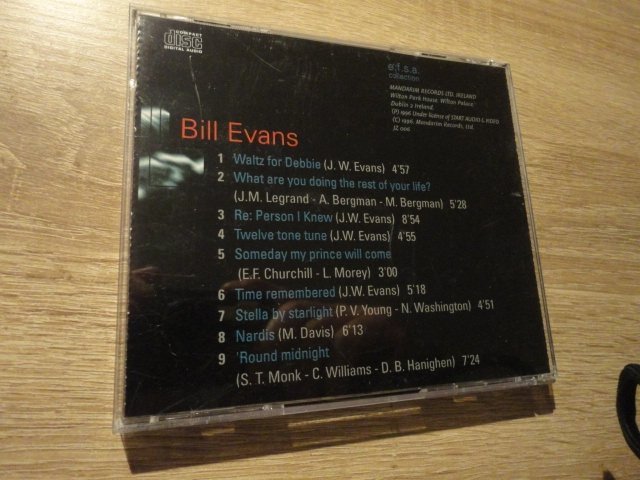 COMPACT
disc
DIGITAL AUDIO
e.f.s.a.
collection
MANDARIM RECORDS LTD. IRELAND
Wilton Park House. Wilton Palace.
Dublin 2 Ireland.
(P) 1996 Under license of START AUDIO & VIDEO
(C) 1996. Mandarim Records, Ltd.
JZ 006
Bill Evans
1 Waltz for Debbie (J. W. Evans) 4'57
2 What are you doing the rest of your life?
(J.M. Legrand - A. Bergman - M. Bergman) 5'28
3 Re: Person I Knew (J.W. Evans) 8'54
4 Twelve tone tune (J.W. Evans) 4'55
5 Someday my prince will come
(E.F. Churchill - L. Morey) 3'00
6 Time remembered (J.W. Evans) 5'18
7 Stella by starlight (P. V. Young - N. Washington) 4'51
8 Nardis (M. Davis) 6'13
9 'Round midnight
(S. T. Monk - C. Williams - D. B. Hanighen) 7'24